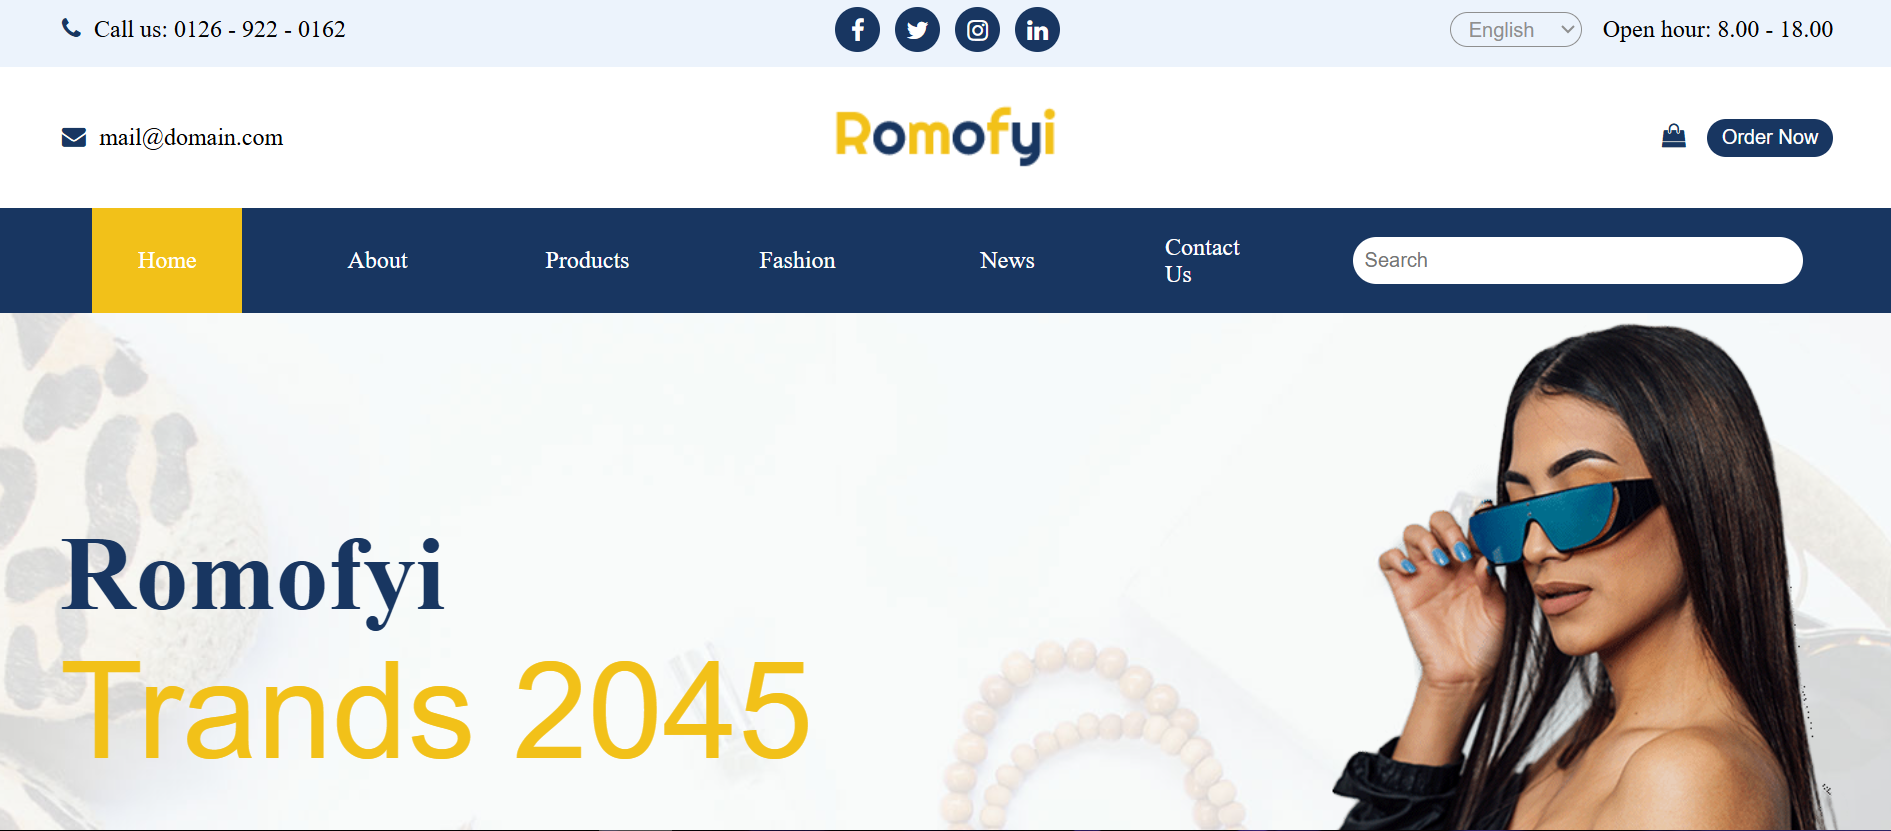 Call us: 0126 - 922 - 0162
English
Open hour: 8.00 - 18.00
mail@domain.com
Romofyi
Order Now
Home
About
Products
Fashion
News
Contact
Us
Search
Romofyi
Trands 2045